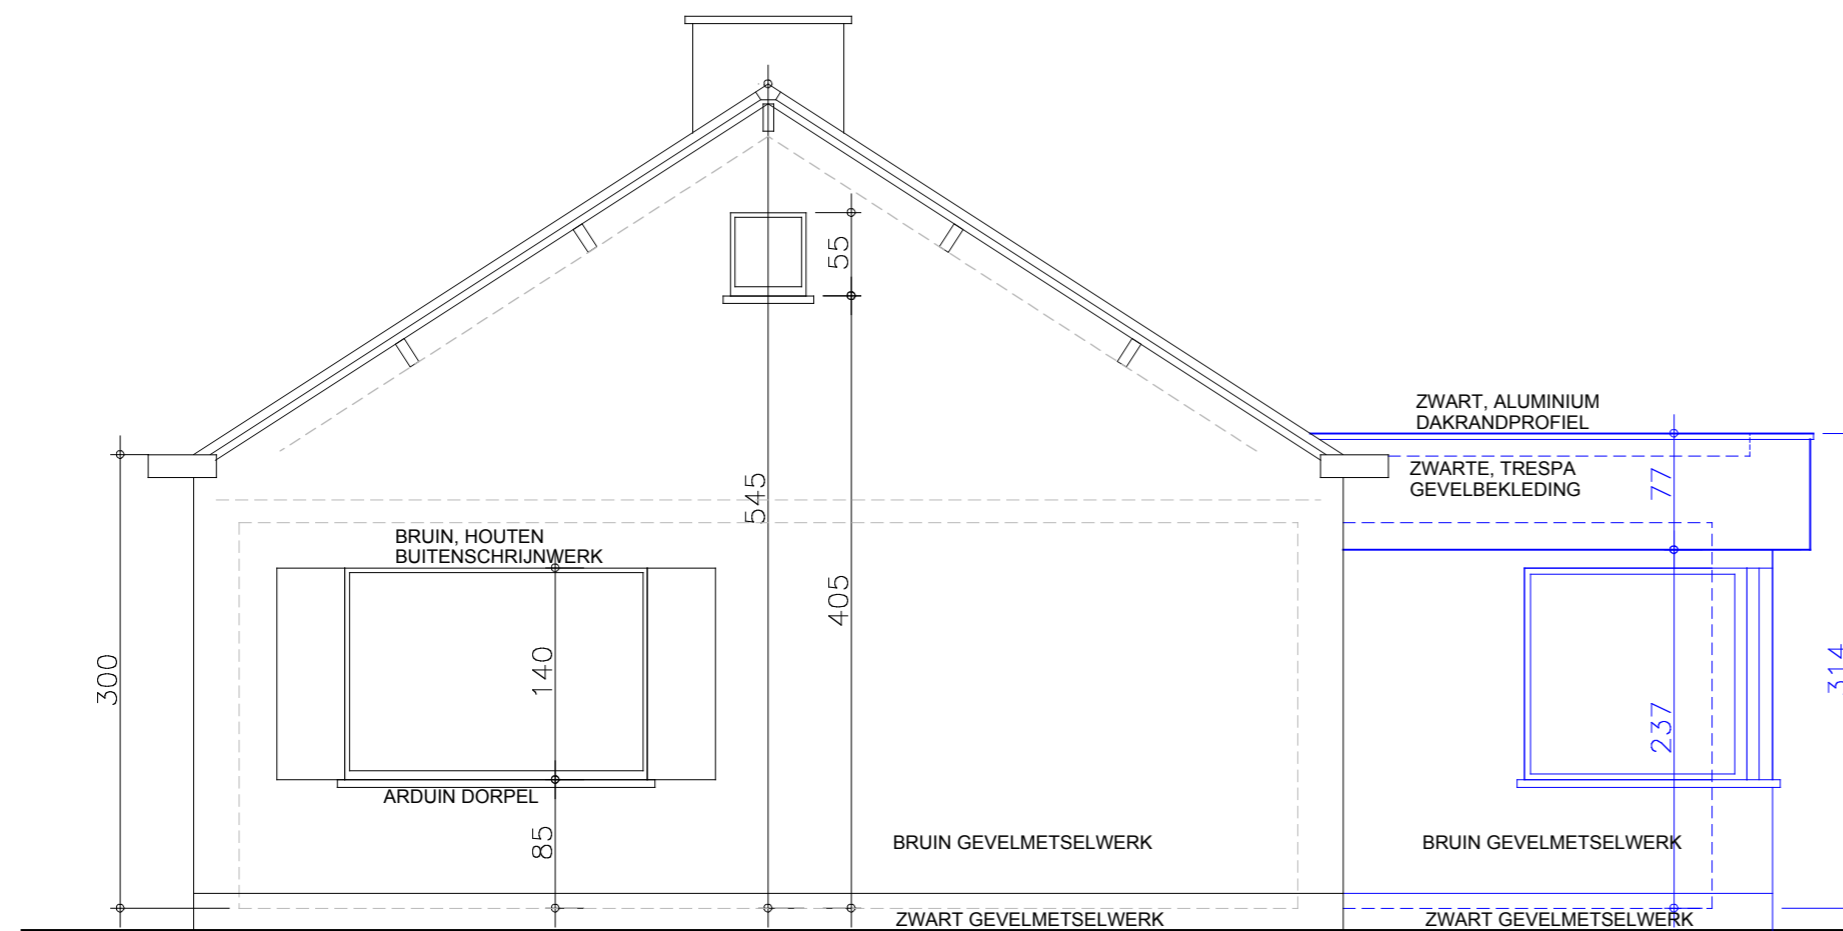 55
ZWART, ALUMINIUM
DAKRANDPROFIEL
ZWARTE, TRESPA
GEVELBEKLEDING
77
545
BRUIN, HOUTEN
BUITENSCHRIJNWERK
405
300
140
237
314
ARDUIN DORPEL
85
BRUIN GEVELMETSELWERK
BRUIN GEVELMETSELWERK
ZWART GEVELMETSELWERK
ZWART GEVELMETSELWERK